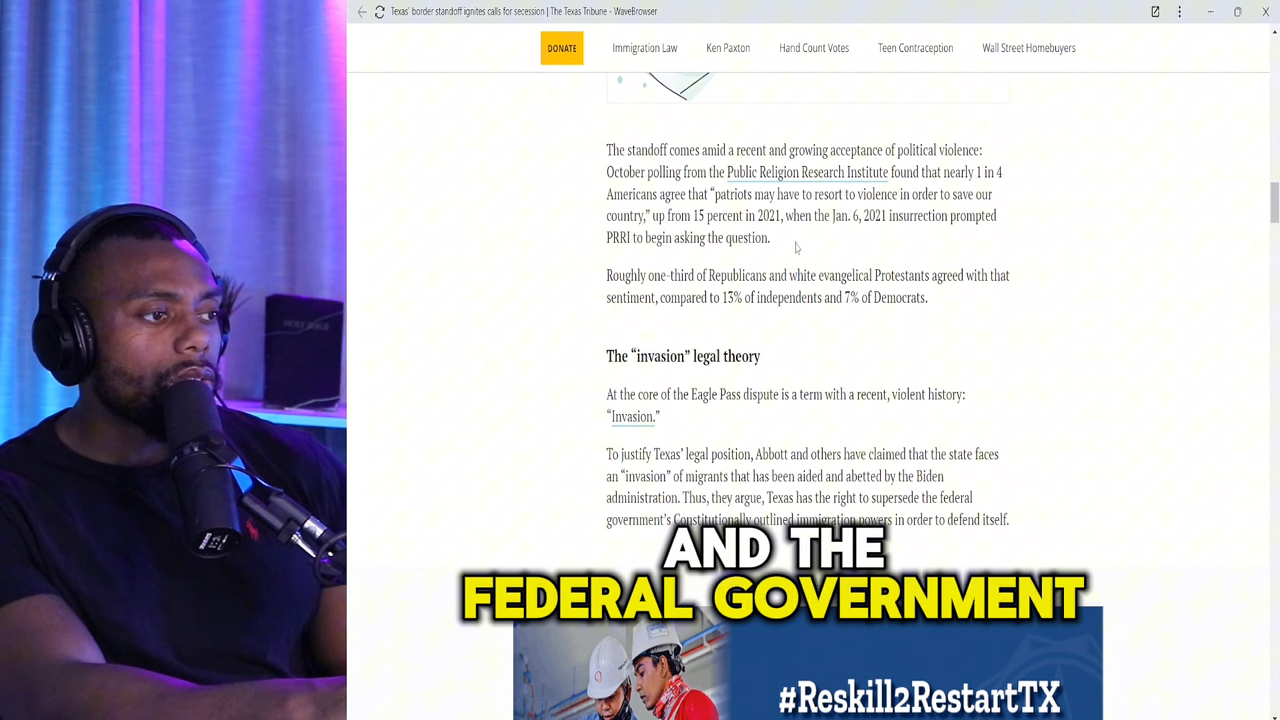 Texas' border standoff ignites calls for secession | The Texas Tribune - WaveBrowser
DONATE
Immigration Law
Ken Paxton
Hand Count Votes
Teen Contraception
Wall Street Homebuyers
The standoff comes amid a recent and growing acceptance of political violence:
October polling from the Public Religion Research Institute found that nearly 1 in 4
Americans agree that “patriots may have to resort to violence in order to save our
country,” up from 15 percent in 2021, when the Jan. 6, 2021 insurrection prompted
PRRI to begin asking the question.
Roughly one-third of Republicans and white evangelical Protestants agreed with that
sentiment, compared to 13% of independents and 7% of Democrats.
The “invasion” legal theory
At the core of the Eagle Pass dispute is a term with a recent, violent history:
“Invasion.”
To justify Texas’ legal position, Abbott and others have claimed that the state faces
an “invasion” of migrants that has been aided and abetted by the Biden
administration. Thus, they argue, Texas has the right to supersede the federal
government’s Constitutionally outlined immigration powers in order to defend itself.
AND THE
FEDERAL GOVERNMENT
#Reskill2RestartTX
HOLY BIBLE